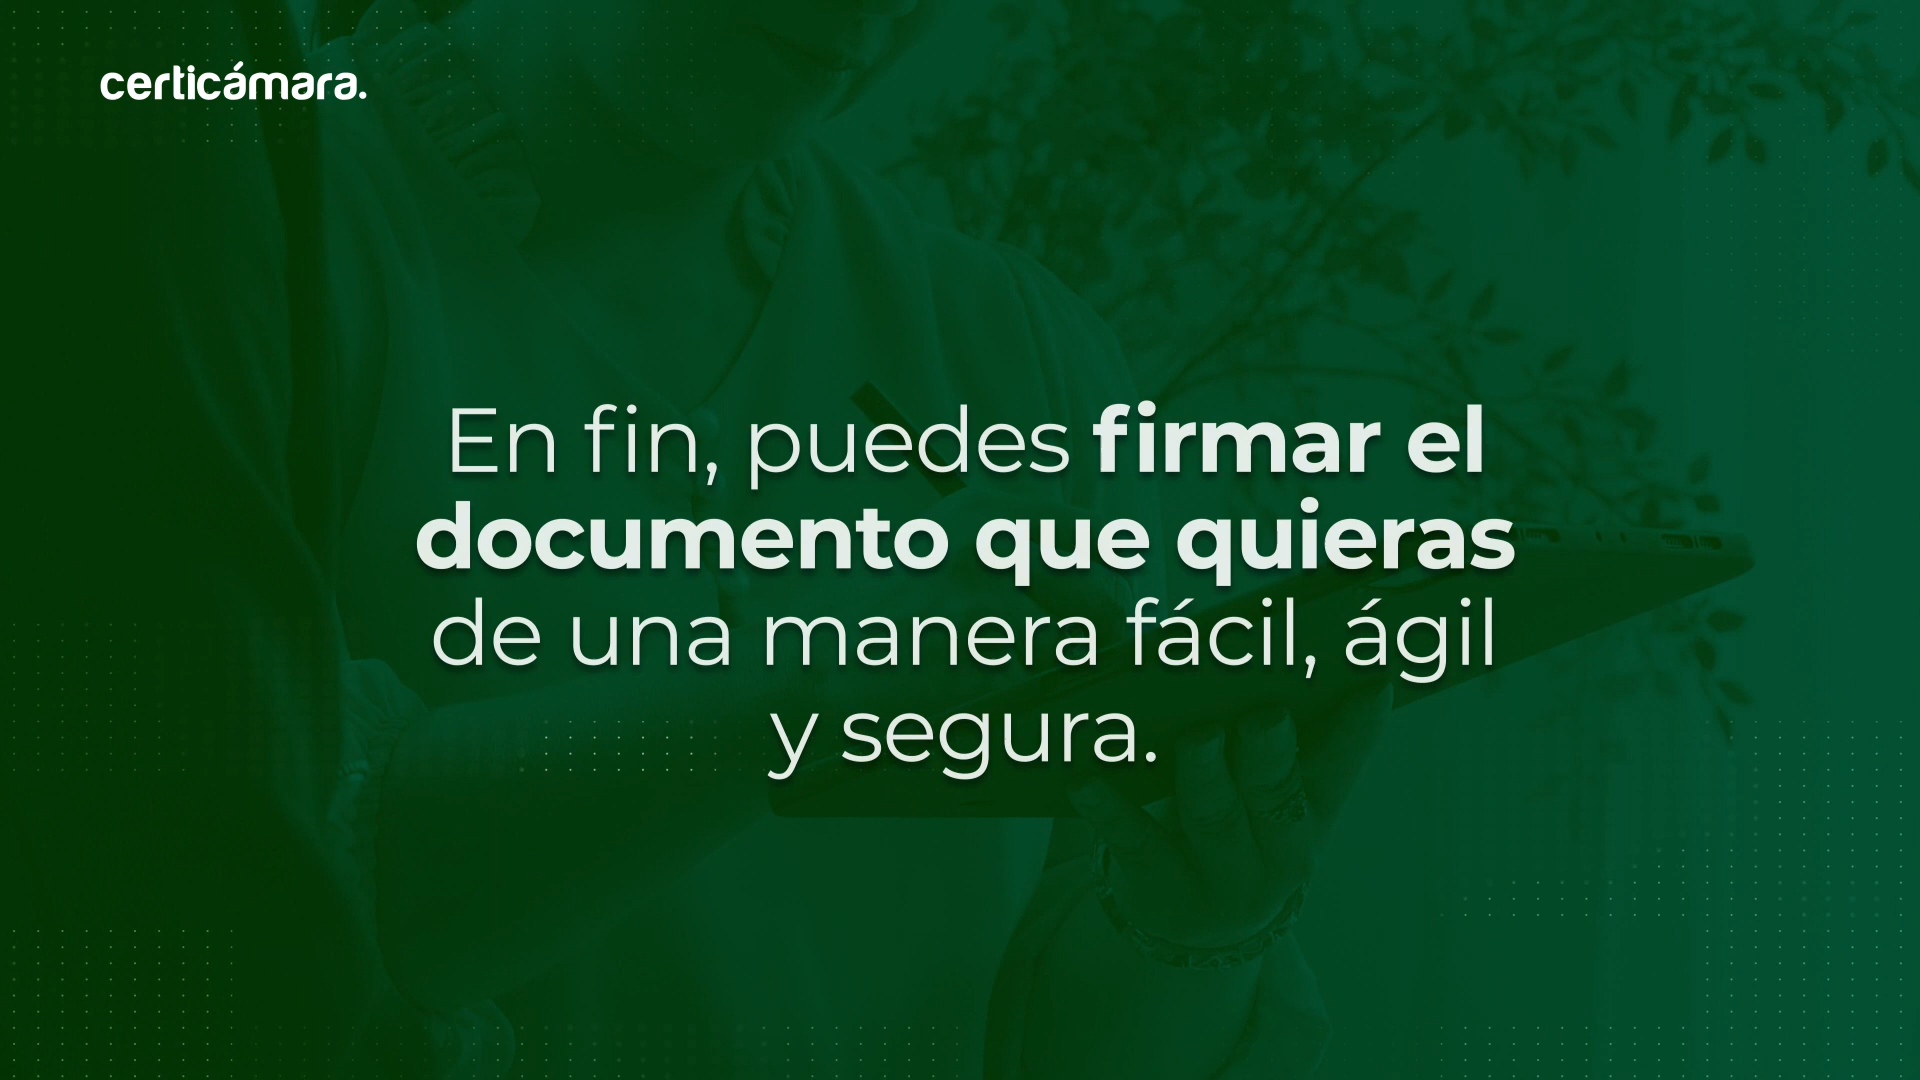 certicámara.
En fin, puedes firmar el
documento que quieras
de una manera fácil, ágil
y segura.